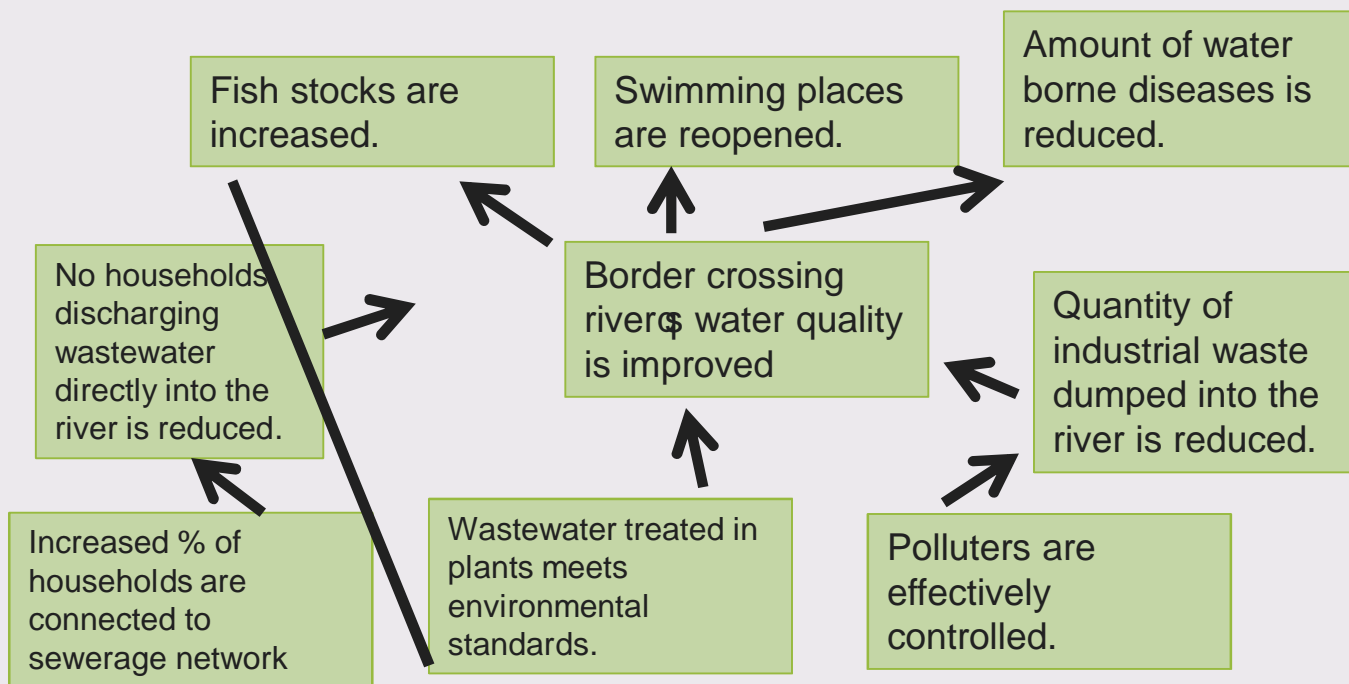 Fish stocks are
increased.
Swimming places
are reopened.
Amount of water
borne diseases is
reduced.
No households
discharging
wastewater
directly into the
river is reduced.
Border crossing
water quality
is improved
Quantity of
industrial waste
dumped into the
river is reduced.
Increased % of
households are
connected to
sewerage network
Wastewater treated in
plants meets
environmental
standards.
Polluters are
effectively
controlled.